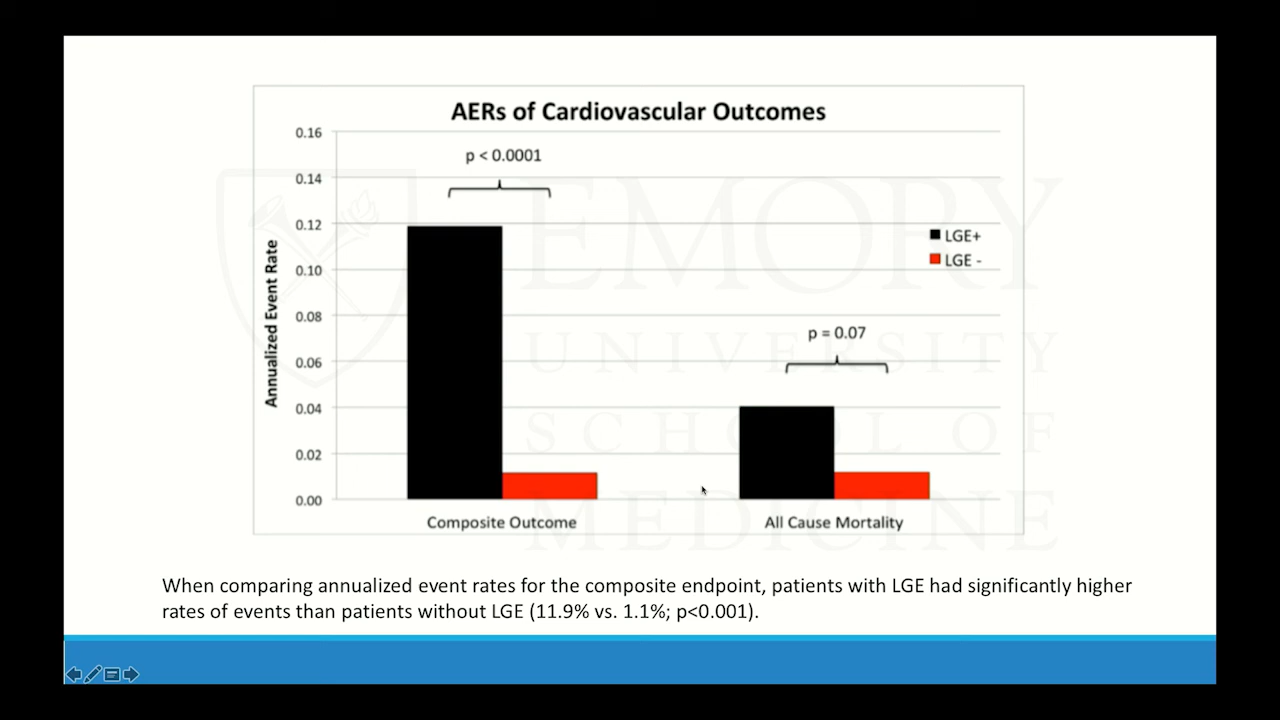 AERs of Cardiovascular Outcomes
0.16
p < 0.0001
0.14
0.12
LGE+
0.10
LGE -
Annualized Event Rate
0.08
p = 0.07
0.06
0.04
0.02
0.00
Composite Outcome
All Cause Mortality
EMORY
UNIVERSITY
SCHOOL OF
MEDICINE
When comparing annualized event rates for the composite endpoint, patients with LGE had significantly higher
rates of events than patients without LGE (11.9% vs. 1.1%; p<0.001).